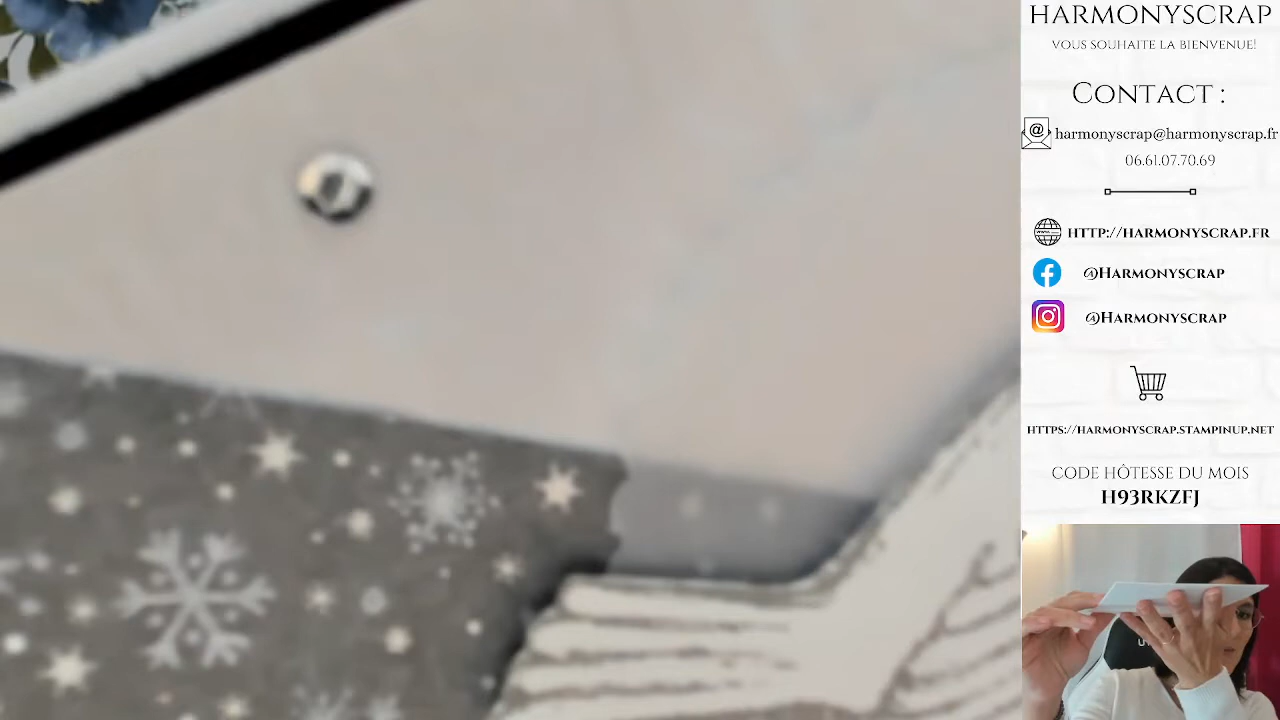 HARMONYSCRAP
VOUS SOUHAITE LA BIENVENUE!
CONTACT :
@ harmonyscrap@harmonyscrap.fr
06.61.07.70.69
HTTP://HARMONYSCRAP.FR
@HARMONYSCRAP
@HARMONYSCRAP
HTTPS://HARMONYSCRAP.STAMPINUP.NET
CODE HÔTESSE DU MOIS
H93RKZFJ